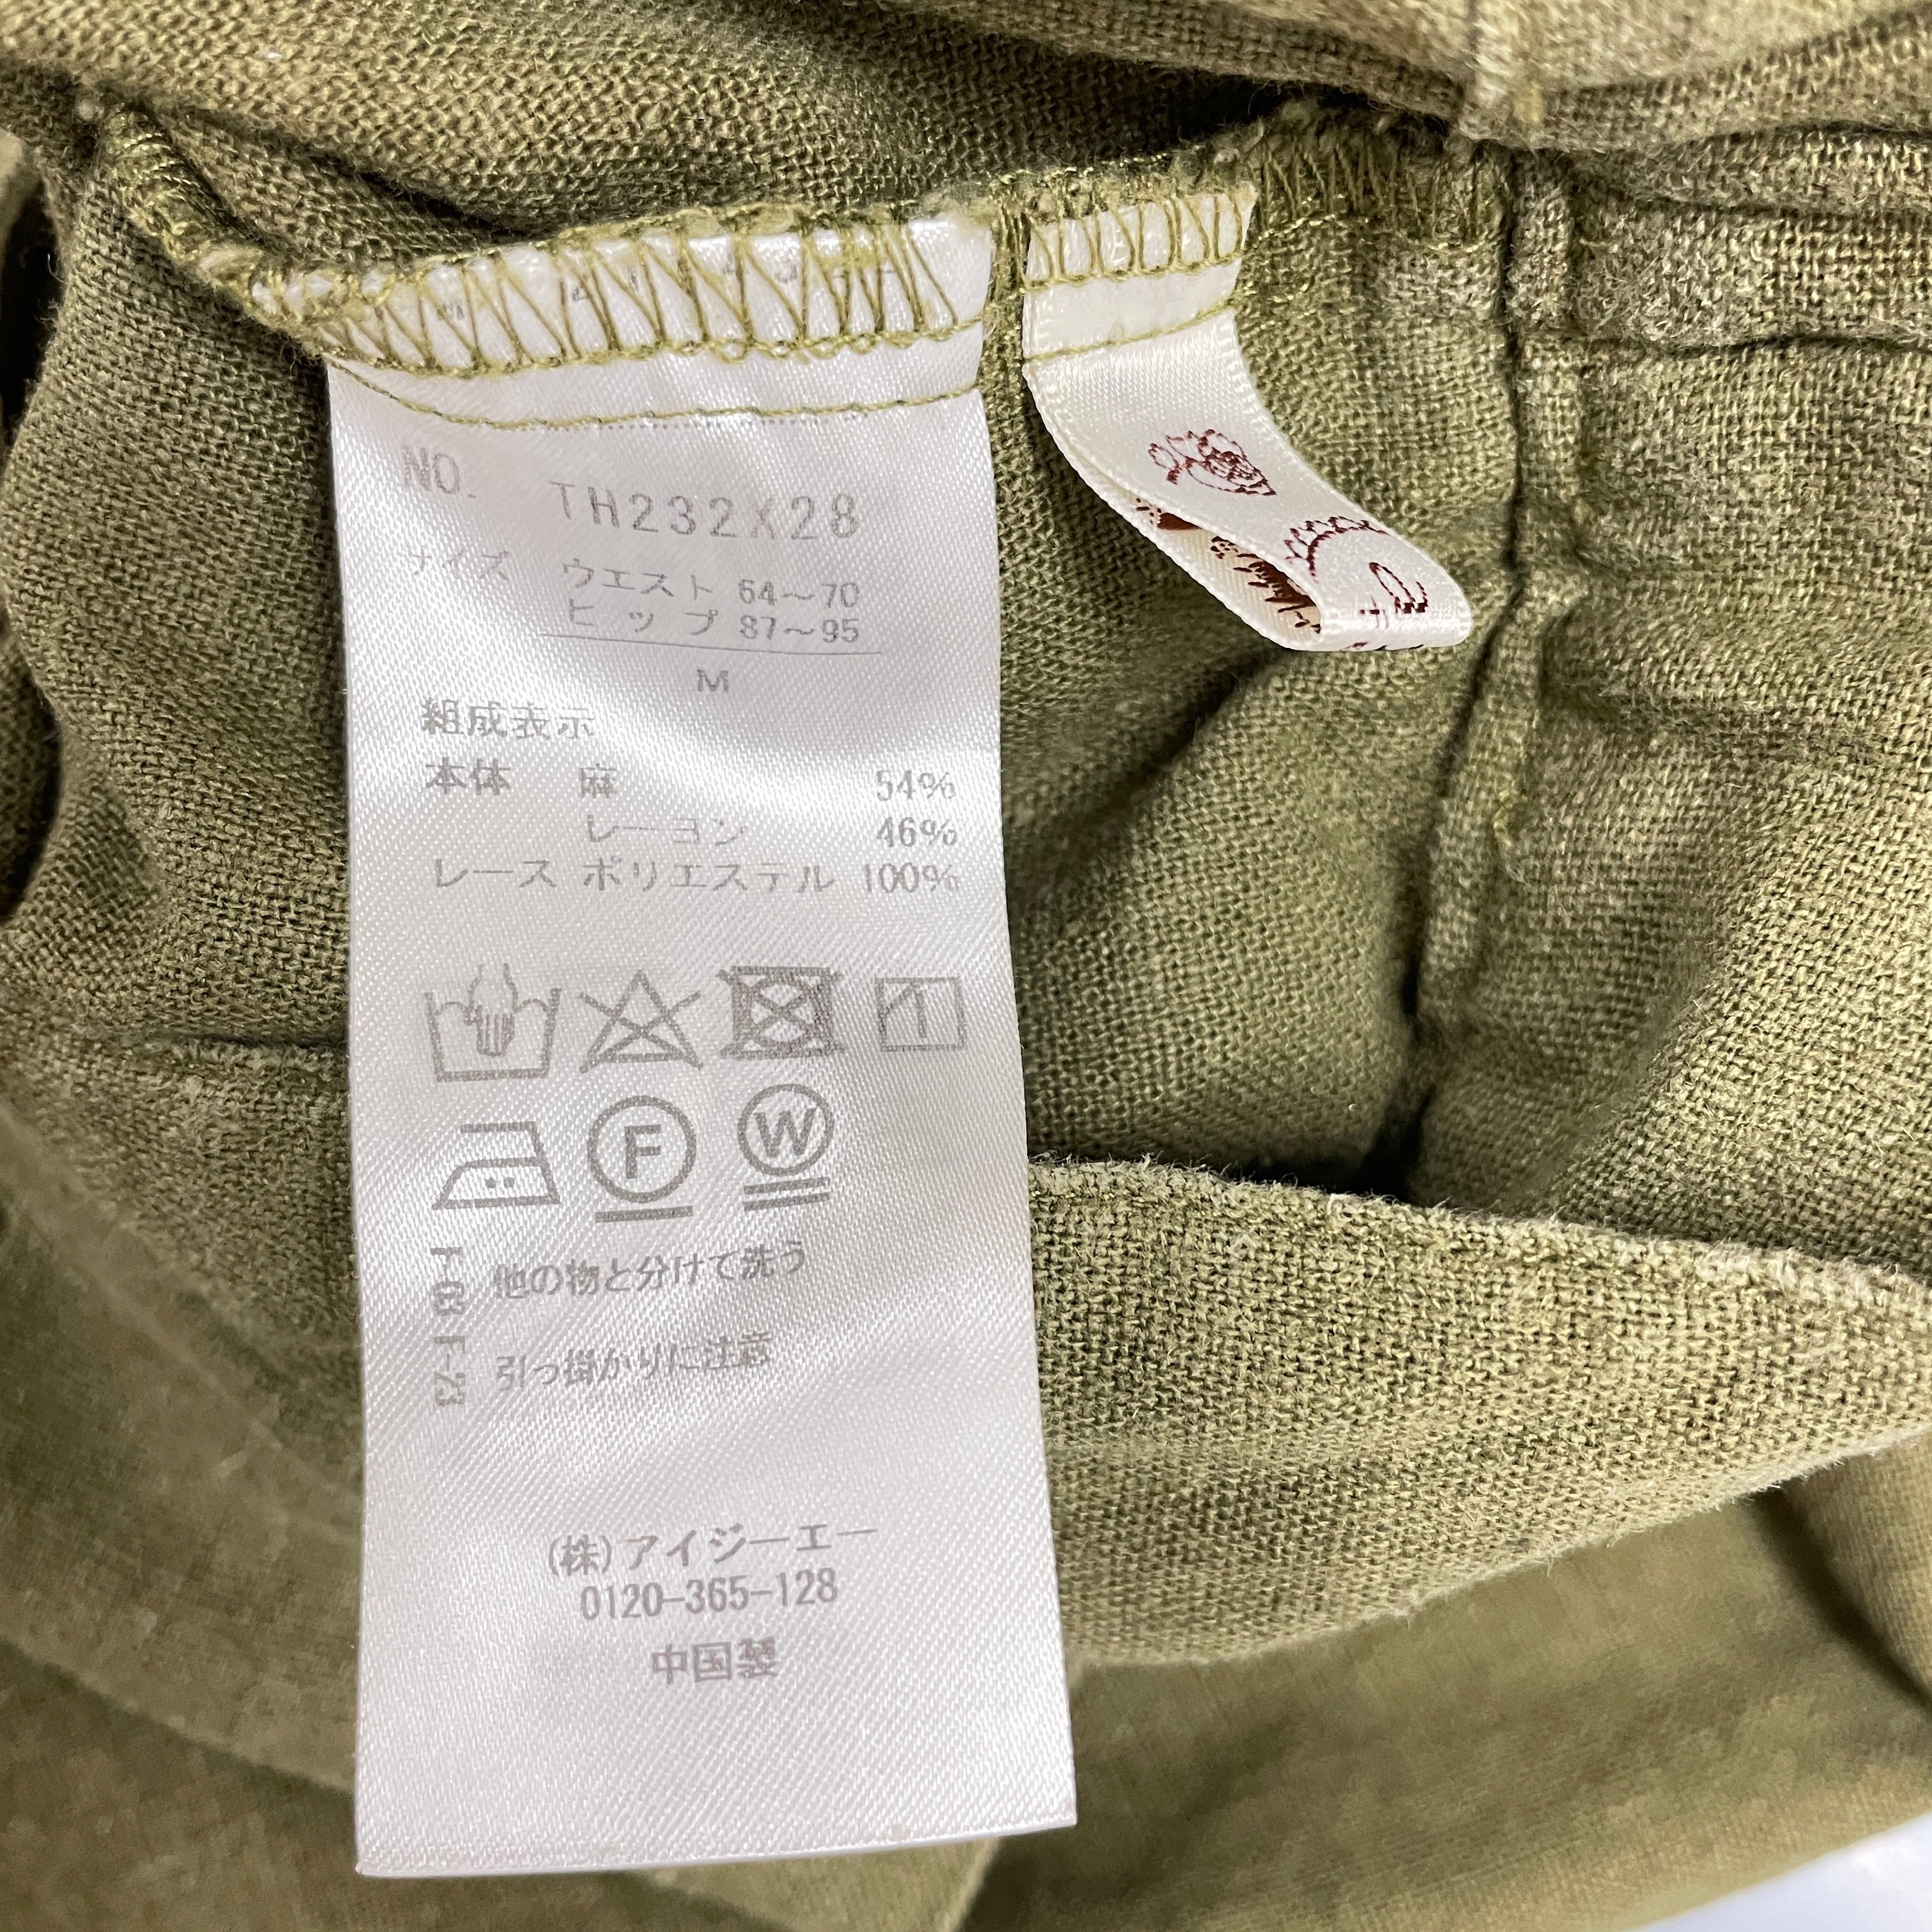 NO. TH232X28
サイズ ウエスト 64～70
ヒップ 87～95
M
組成表示
本体 麻 54%
レーヨン 46%
レース ポリエステル 100%
F W
他の物と分けて洗う
引っ掛かりに注意
I-03 F-23
(株)アイジーエー
0120-365-128
中国製